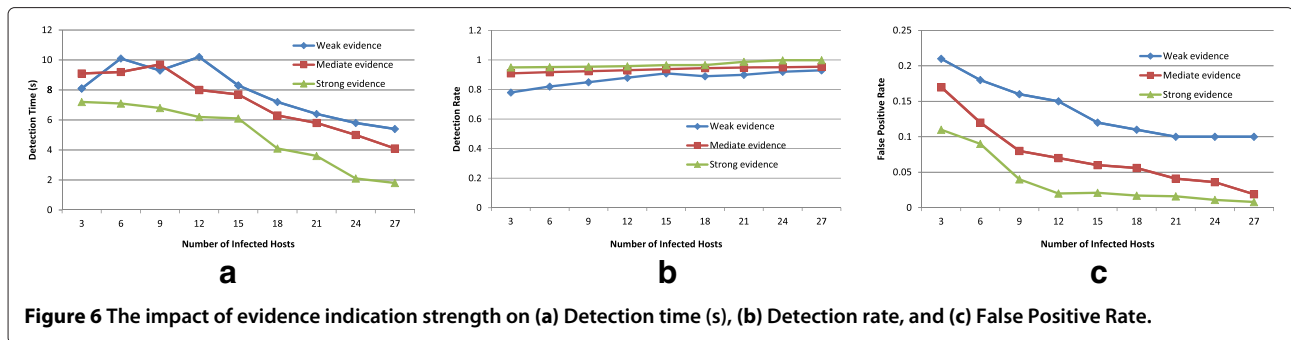 12
10
8
6
4
2
0
Detection Time (s)
Weak evidence
Mediate evidence
Strong evidence
3 6 9 12 15 18 21 24 27
Number of Infected Hosts
a
1.2
1
0.8
0.6
0.4
0.2
0
Detection Rate
Weak evidence
Mediate evidence
Strong evidence
3 6 9 12 15 18 21 24 27
Number of Infected Hosts
b
0.25
0.2
0.15
0.1
0.05
0
False Positive Rate
Weak evidence
Mediate evidence
Strong evidence
3 6 9 12 15 18 21 24 27
Number of Infected Hosts
c
Figure 6 The impact of evidence indication strength on (a) Detection time (s), (b) Detection rate, and (c) False Positive Rate.